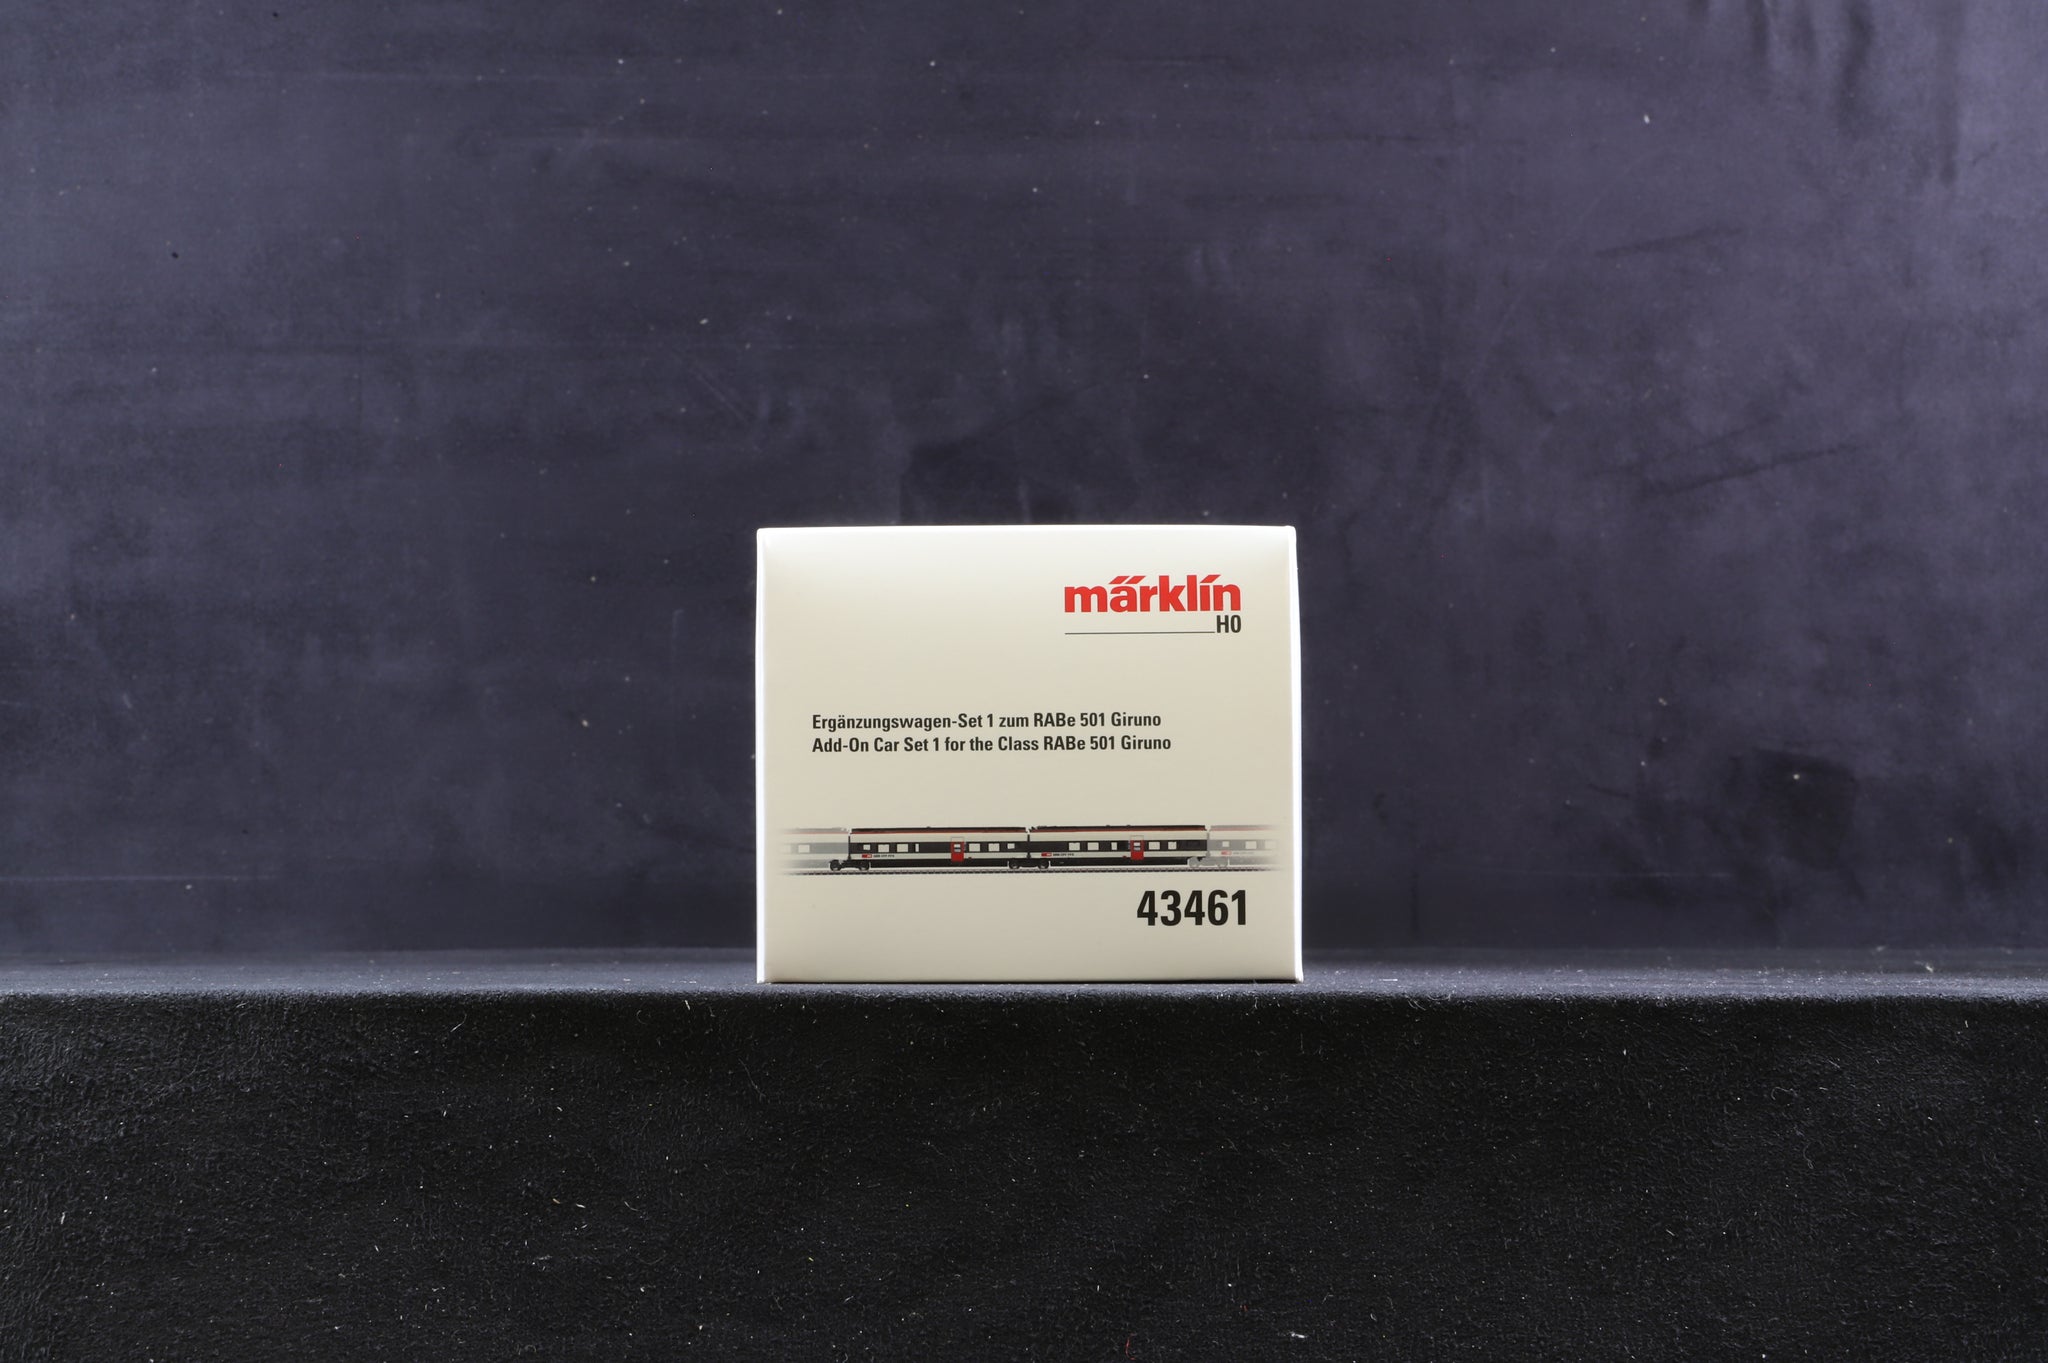 märklín
H0
Ergänzungswagen-Set 1 zum RABe 501 Giruno
Add-On Car Set 1 for the Class RABe 501 Giruno
43461